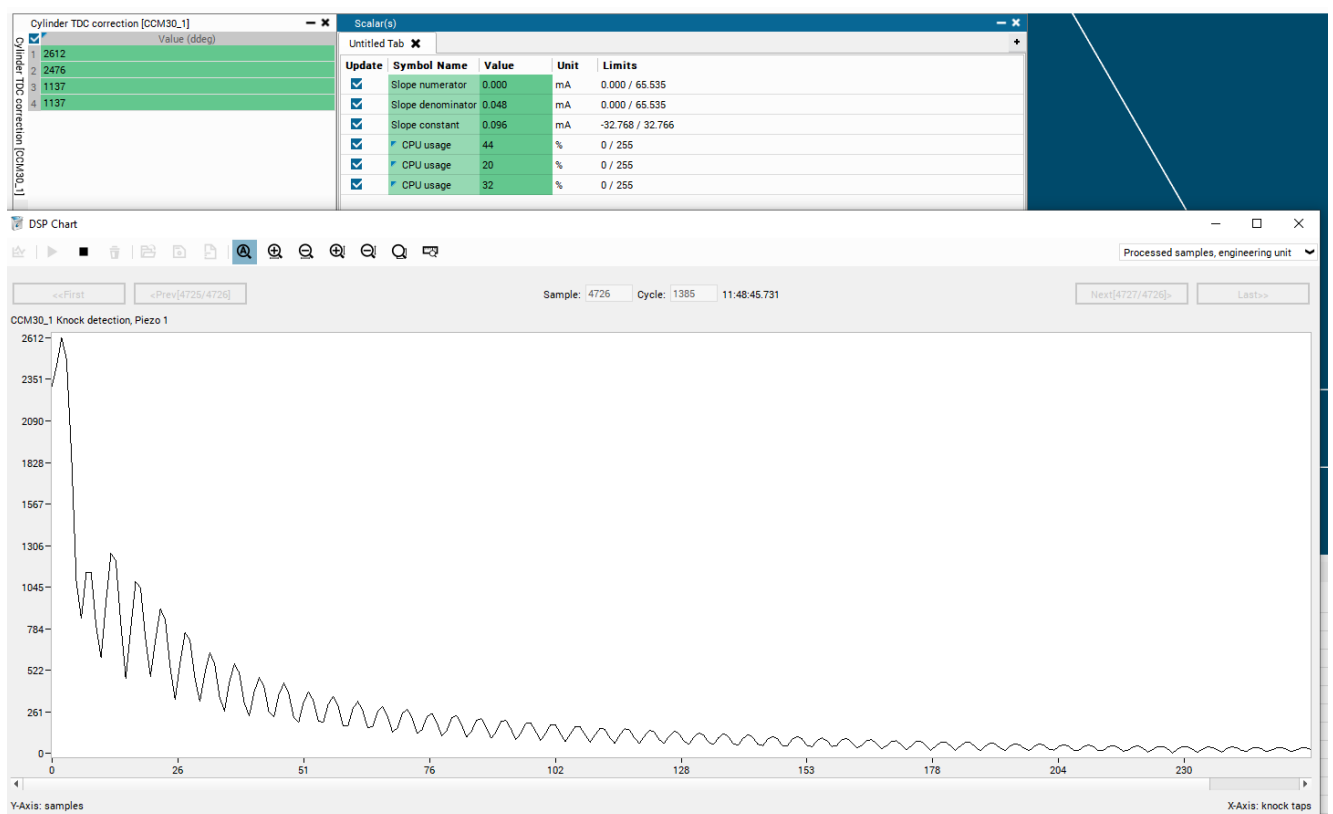 Cylinder TDC correction [CCM30_1]
Cylinder TDC correction [CCM30_1]
Value (ddeg)
1 2612
2 2476
3 1137
4 1137
Scalar(s)
Untitled Tab
Update Symbol Name Value Unit Limits
Slope numerator 0.000 mA 0.000 / 65.535
Slope denominator 0.048 mA 0.000 / 65.535
Slope constant 0.096 mA -32.768 / 32.766
CPU usage 44 % 0 / 255
CPU usage 20 % 0 / 255
CPU usage 32 % 0 / 255
DSP Chart
Processed samples, engineering unit
<<First <Prev[4725/4726] Sample: 4726 Cycle: 1385 11:48:45.731 Next[4727/4726]> Last>>
CCM30_1 Knock detection, Piezo 1
2612
2351
2090
1828
1567
1306
1045
784
522
261
0
0 26 51 76 102 128 153 178 204 230
Y-Axis: samples X-Axis: knock taps